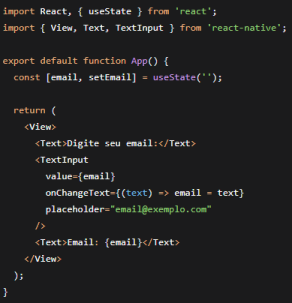 import React, { useState } from 'react';
import { View, Text, TextInput } from 'react-native';

export default function App() {
  const [email, setEmail] = useState('');

  return (
    <View>
      <Text>Digite seu email:</Text>
      <TextInput
        value={email}
        onChangeText={(text) => email = text}
        placeholder="email@exemplo.com"
      />
      <Text>Email: {email}</Text>
    </View>
  );
}